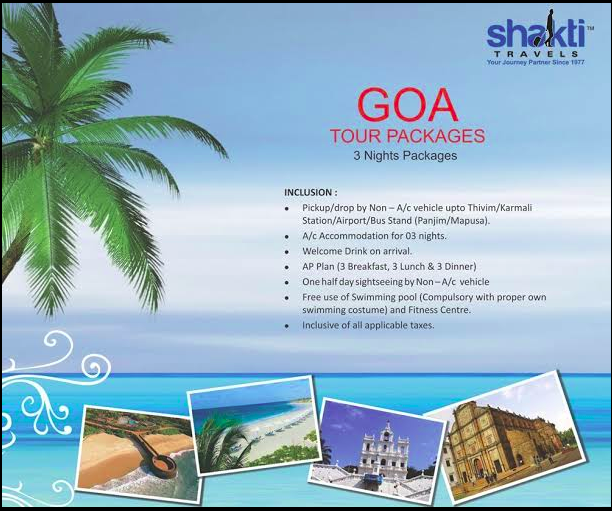 shakti™
TRAVELS
Your Journey Partner Since 1977
GOA
TOUR PACKAGES
3 Nights Packages
INCLUSION :
• Pickup/drop by Non – A/c vehicle upto Thivim/Karmali
Station/Airport/Bus Stand (Panjim/Mapusa).
• A/c Accommodation for 03 nights.
• Welcome Drink on arrival.
• AP Plan (3 Breakfast, 3 Lunch & 3 Dinner)
• One half day sightseeing by Non – A/c vehicle
• Free use of Swimming pool (Compulsory with proper own
swimming costume) and Fitness Centre.
• Inclusive of all applicable taxes.